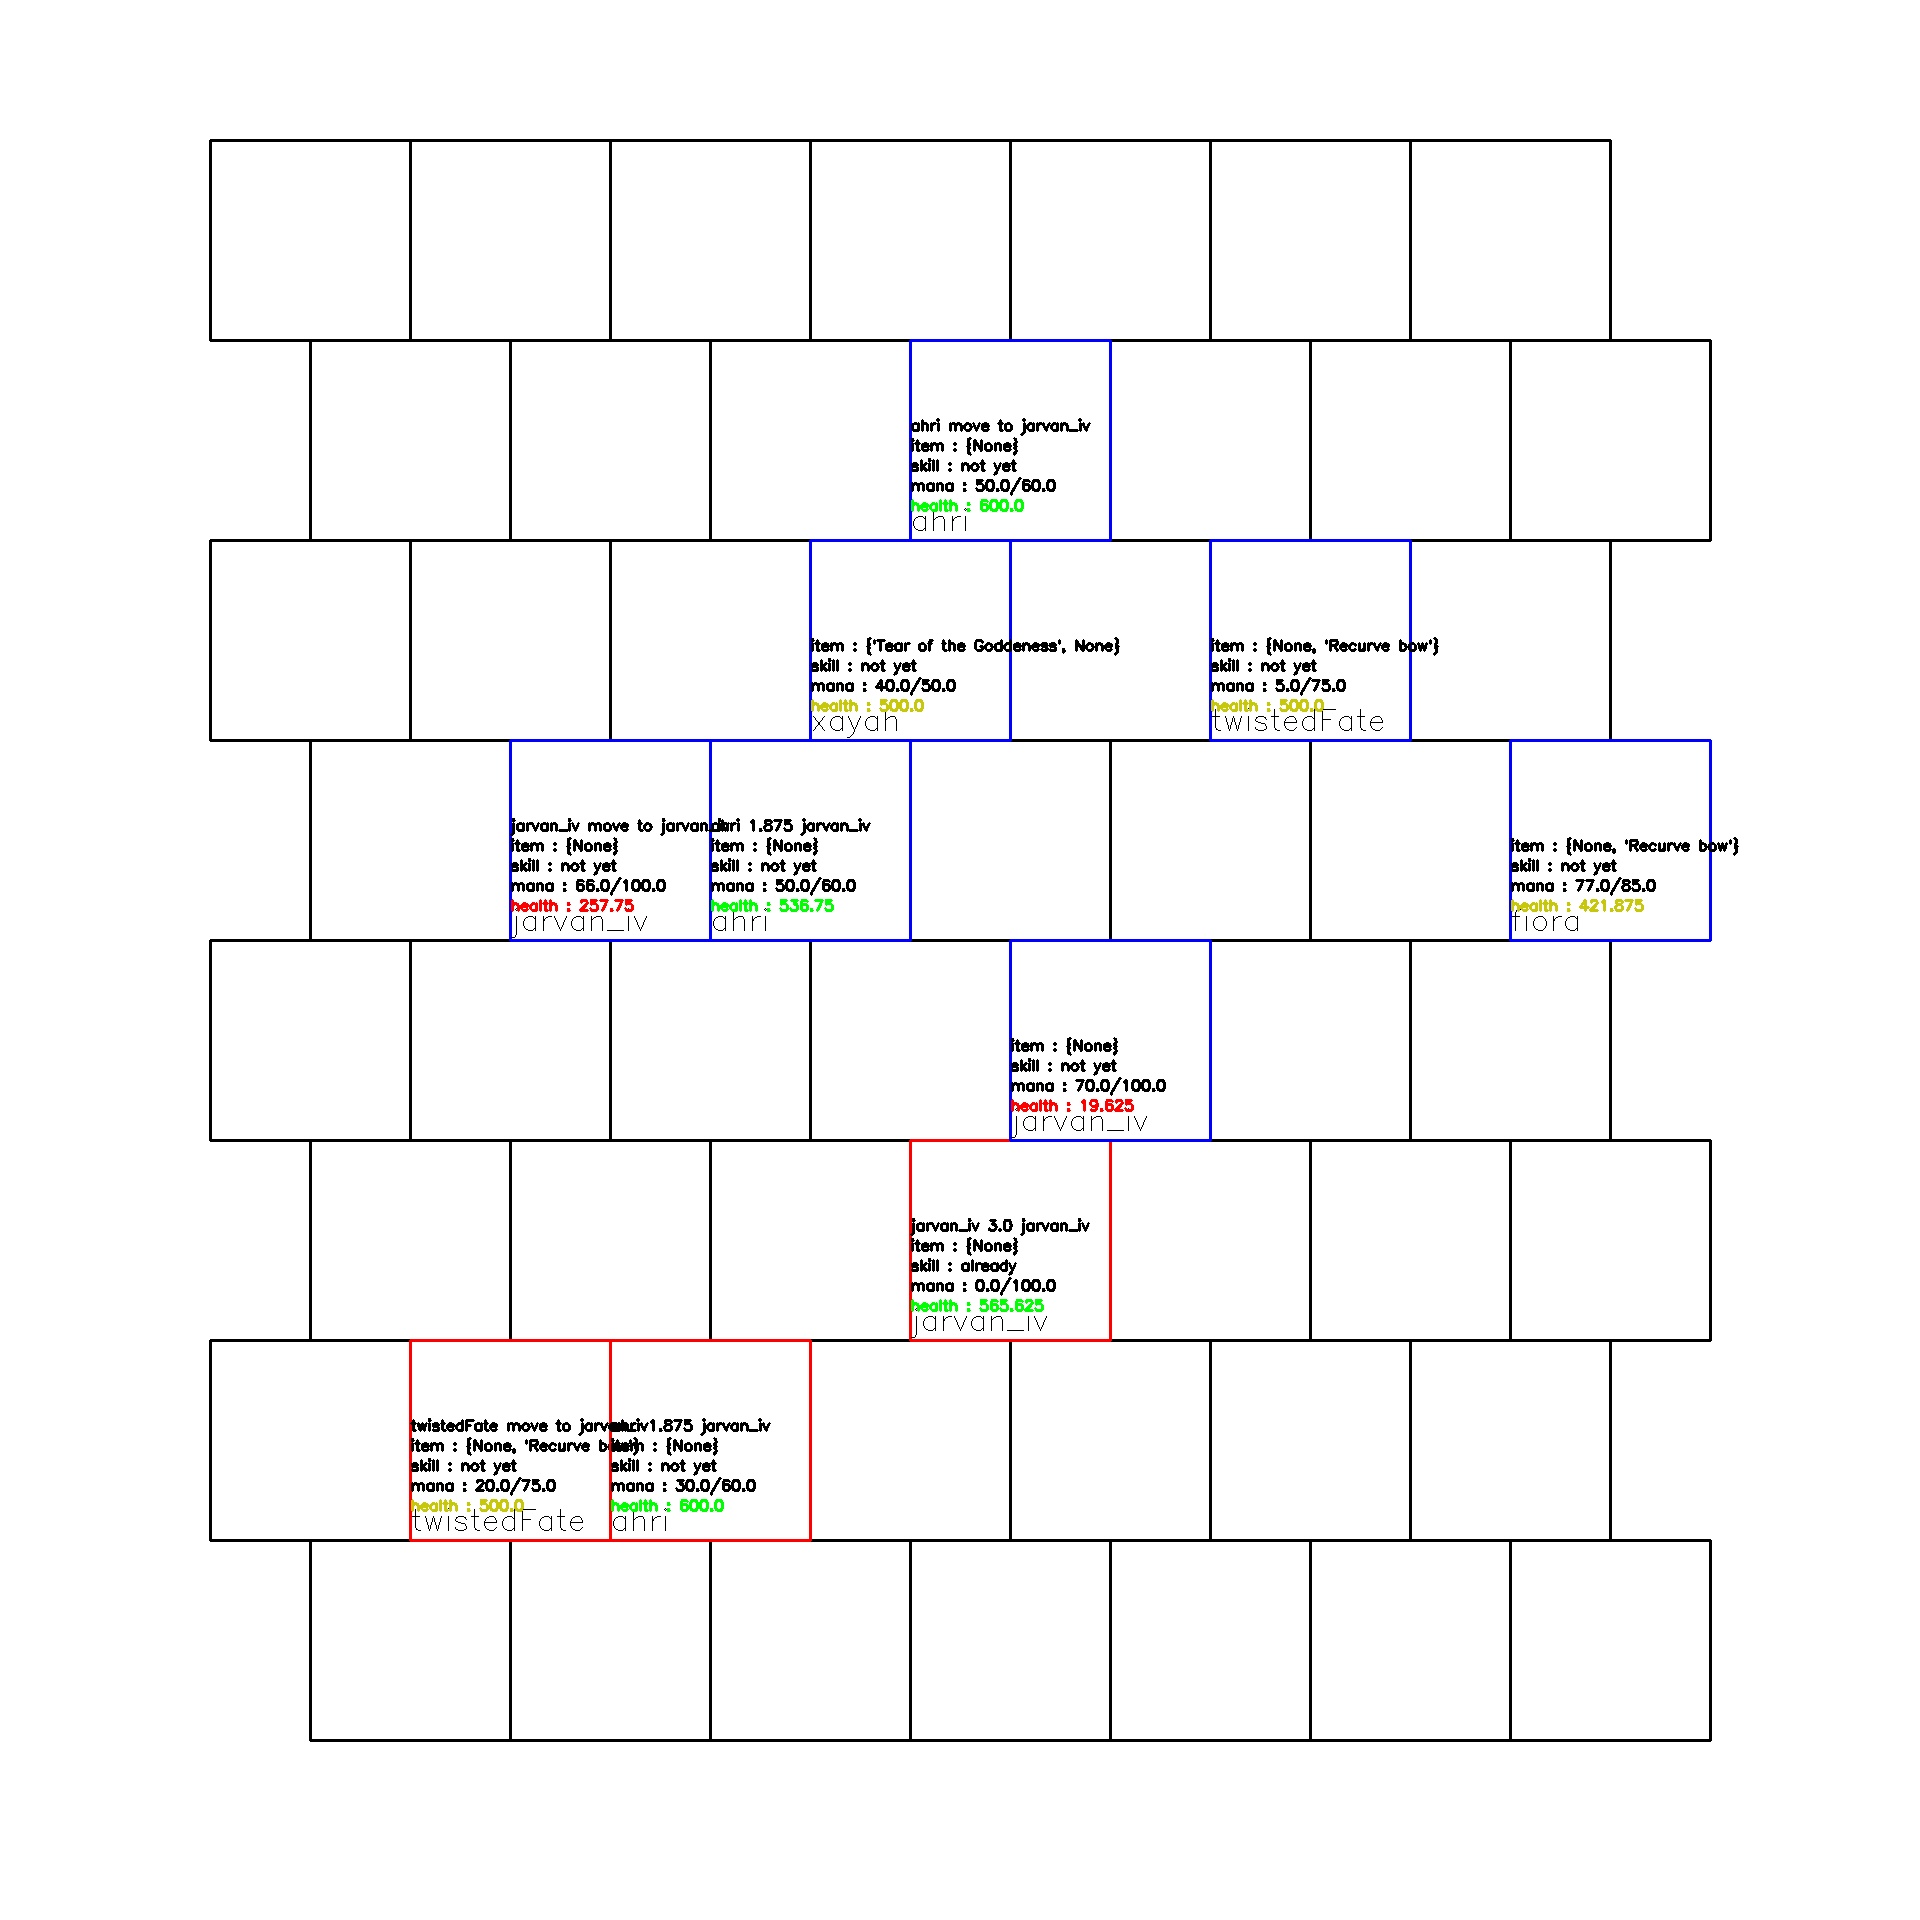 ahri move to jarvan_iv
item : {None}
skill : not yet
mana : 50.0/60.0
health : 600.0
ahri
item : {'Tear of the Goddeness', None}
skill : not yet
mana : 40.0/50.0
health : 500.0
xayah
item : {None, 'Recurve bow'}
skill : not yet
mana : 5.0/75.0
health : 500.0
twistedFate
jarvan_iv move to jarvan_iv
item : {None}
skill : not yet
mana : 66.0/100.0
health : 257.75
jarvan_iv
ahri 1.875 jarvan_iv
item : {None}
skill : not yet
mana : 50.0/60.0
health : 536.75
ahri
item : {None, 'Recurve bow'}
skill : not yet
mana : 77.0/85.0
health : 421.875
fiora
item : {None}
skill : not yet
mana : 70.0/100.0
health : 19.625
jarvan_iv
jarvan_iv 3.0 jarvan_iv
item : {None}
skill : already
mana : 0.0/100.0
health : 565.625
jarvan_iv
twistedFate move to jarvan_iv
item : {None, 'Recurve bow'}
skill : not yet
mana : 20.0/75.0
health : 500.0
twistedFate
ahri 1.875 jarvan_iv
item : {None}
skill : not yet
mana : 30.0/60.0
health : 600.0
ahri